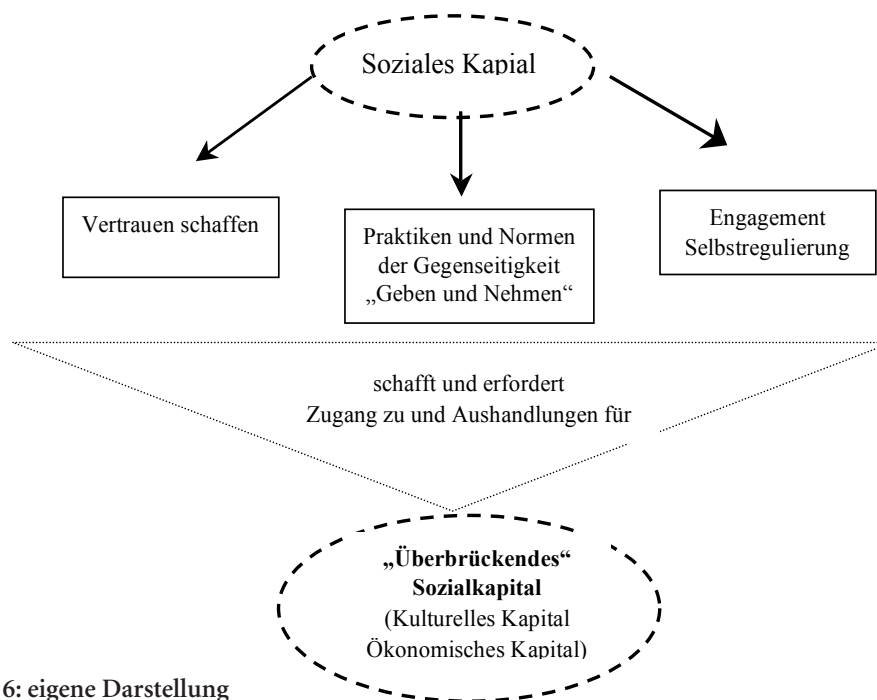 Soziales Kapial
Vertrauen schaffen
Praktiken und Normen
der Gegenseitigkeit
„Geben und Nehmen“
Engagement
Selbstregulierung
schafft und erfordert
Zugang zu und Aushandlungen für
„Überbrückendes“
Sozialkapital
(Kulturelles Kapital
Ökonomisches Kapital)
6: eigene Darstellung